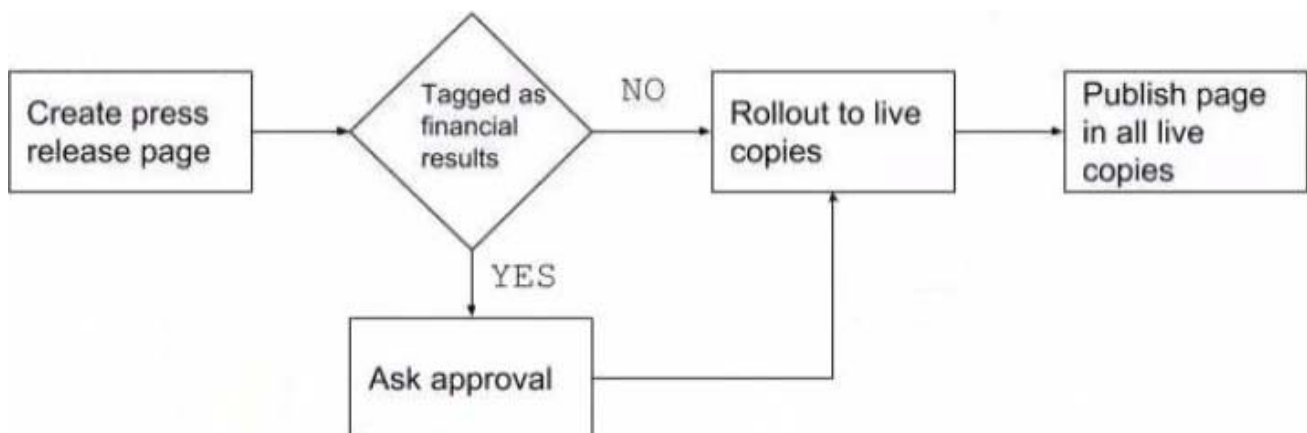 Create press
release page
Tagged as
financial
results
NO
Rollout to live
copies
Publish page
in all live
copies
YES
Ask approval